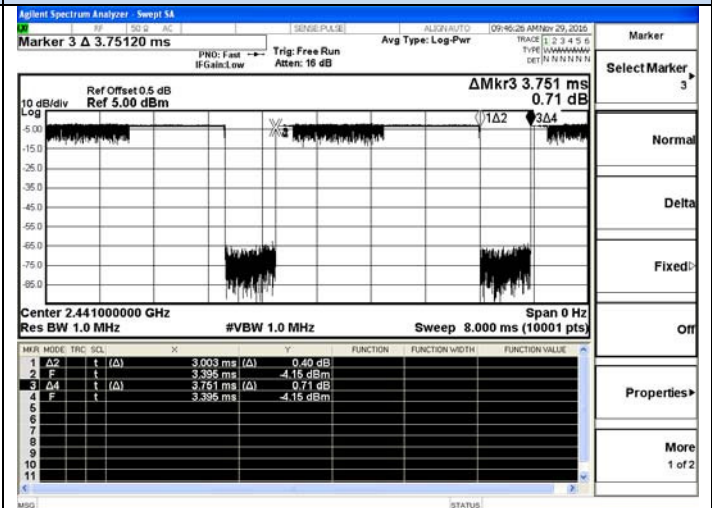 Agilent Spectrum Analyzer - Swept SA
RF 50 Ω AC SENSE:PULSE ALIGN AUTO 09:46:26 AM Nov 29, 2016
Marker 3 Δ 3.75120 ms
PNO: Fast
IFGain:Low
Trig: Free Run
Atten: 16 dB
Avg Type: Log-Pwr
TRACE 1 2 3 4 5 6
TYPE WWWWWW
DET N N N N N N
Ref Offset 0.5 dB
10 dB/div Ref 5.00 dBm
Log
ΔMkr3 3.751 ms
0.71 dB
1Δ2
3Δ4
-5.00
-15.0
-25.0
-35.0
-45.0
-55.0
-65.0
-75.0
-85.0
Center 2.441000000 GHz Span 0 Hz
Res BW 1.0 MHz #VBW 1.0 MHz Sweep 8.000 ms (10001 pts)
MKR MODE TRC SCL X Y FUNCTION FUNCTION WIDTH FUNCTION VALUE
1 Δ2 t (Δ) 3.003 ms (Δ) 0.40 dB
2 F t 3.395 ms -4.15 dBm
3 Δ4 t (Δ) 3.751 ms (Δ) 0.71 dB
4 F t 3.395 ms -4.15 dBm
5
6
7
8
9
10
11
MSG STATUS
Marker
Select Marker
3
Normal
Delta
Fixed
Off
Properties
More
1 of 2